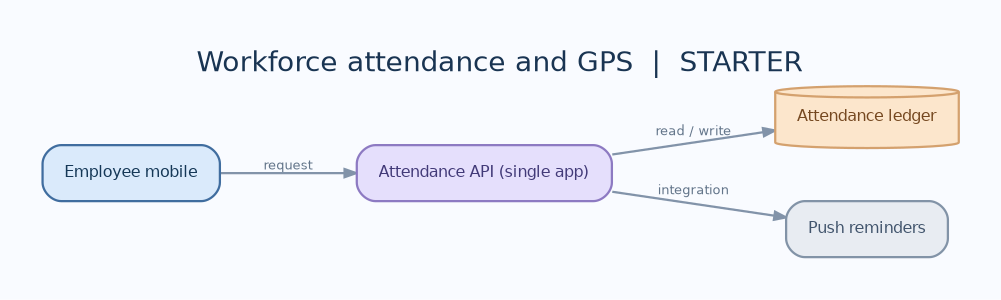 Workforce attendance and GPS | STARTER
Attendance ledger
read / write
Employee mobile
request
Attendance API (single app)
integration
Push reminders